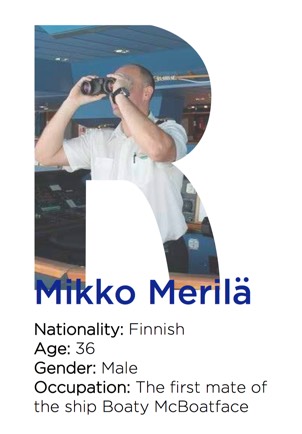 Mikko Merilä
Nationality: Finnish
Age: 36
Gender: Male
Occupation: The first mate of
the ship Boaty McBoatface